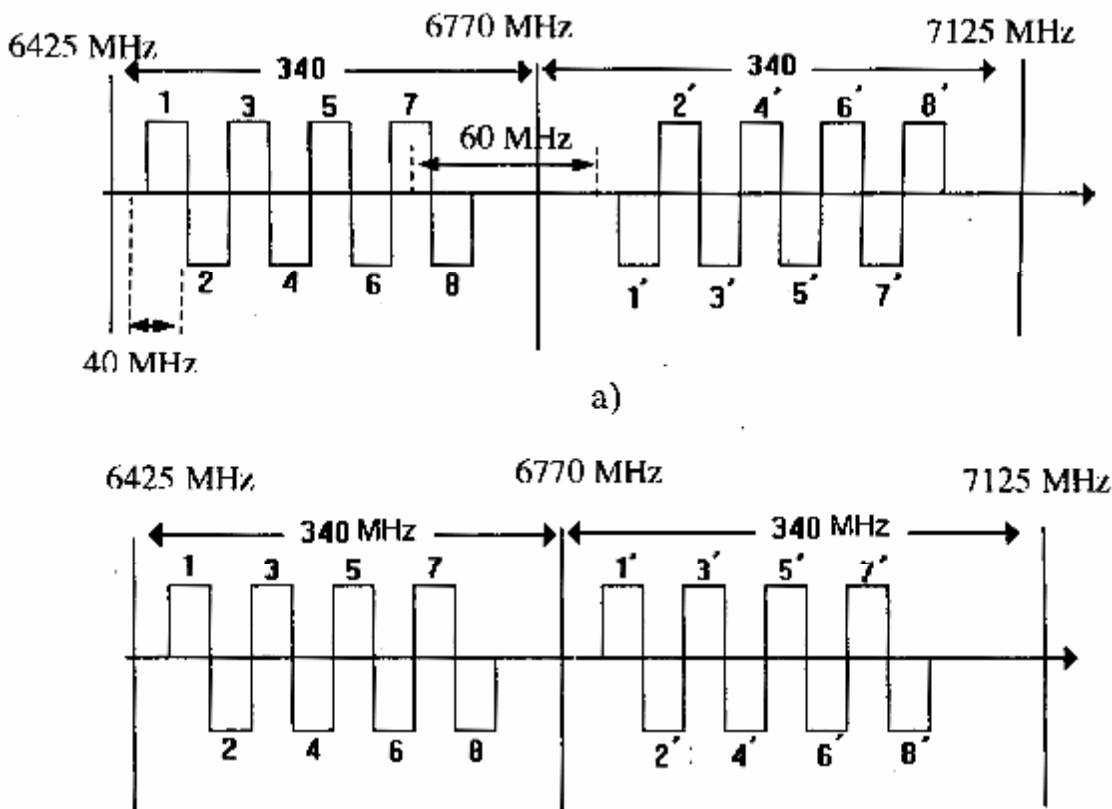 6425 MHz 6770 MHz 7125 MHz
340 340
1 3 5 7 2′ 4′ 6′ 8′
60 MHz
2 4 6 8 1′ 3′ 5′ 7′
40 MHz
a)
6425 MHz 6770 MHz 7125 MHz
340 MHz 340 MHz
1 3 5 7 1′ 3′ 5′ 7′
2 4 6 8 2′ 4′ 6′ 8′